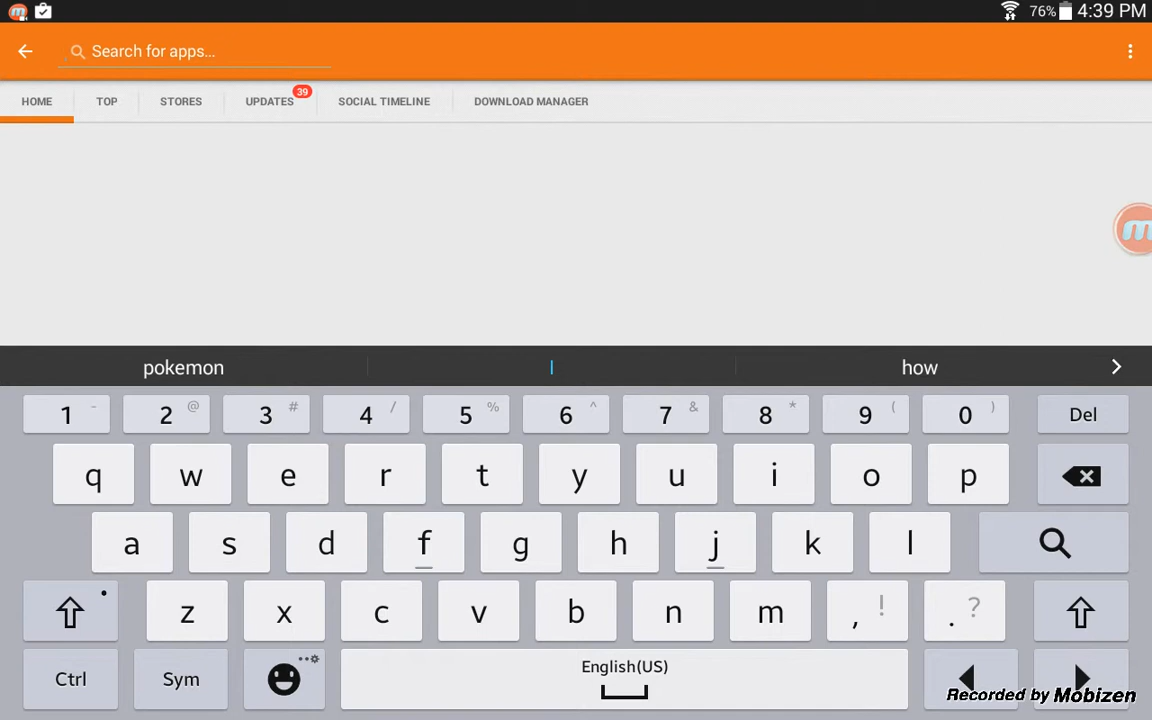 76% 4:39 PM
Search for apps...
HOME TOP STORES UPDATES 39 SOCIAL TIMELINE DOWNLOAD MANAGER
m
pokemon I how
1 - 2 @ 3 # 4 / 5 % 6 ^ 7 & 8 * 9 ( 0 ) Del
q w e r t y u i o p
a s d f g h j k l
z x c v b n m , ! . ?
Ctrl Sym English(US)
Recorded by Mobizen